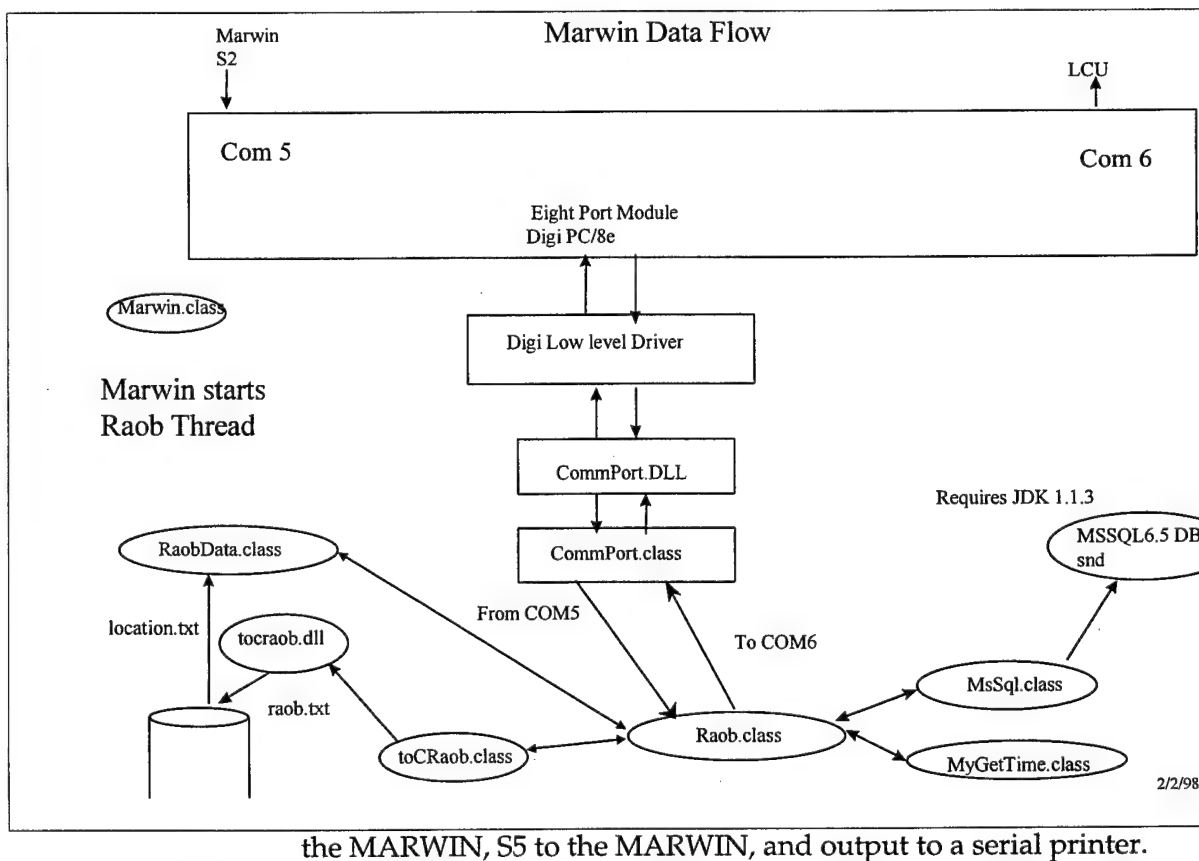 Marwin Data Flow
Marwin
S2
LCU
Com 5
Com 6
Eight Port Module
Digi PC/8e
Marwin.class
Digi Low level Driver
Marwin starts
Raob Thread
CommPort.DLL
Requires JDK 1.1.3
RaobData.class
CommPort.class
MSSQL6.5 DB
snd
From COM5
location.txt
tocraob.dll
To COM6
MsSql.class
raob.txt
Raob.class
toCRaob.class
MyGetTime.class
2/2/98
the MARWIN, S5 to the MARWIN, and output to a serial printer.